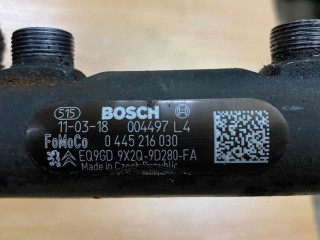 515 BOSCH
11-03-18 004497 L4
FoMoCo 0 445 216 030
EQ9GD 9X2Q-9D280-FA
Made in Czech Republic